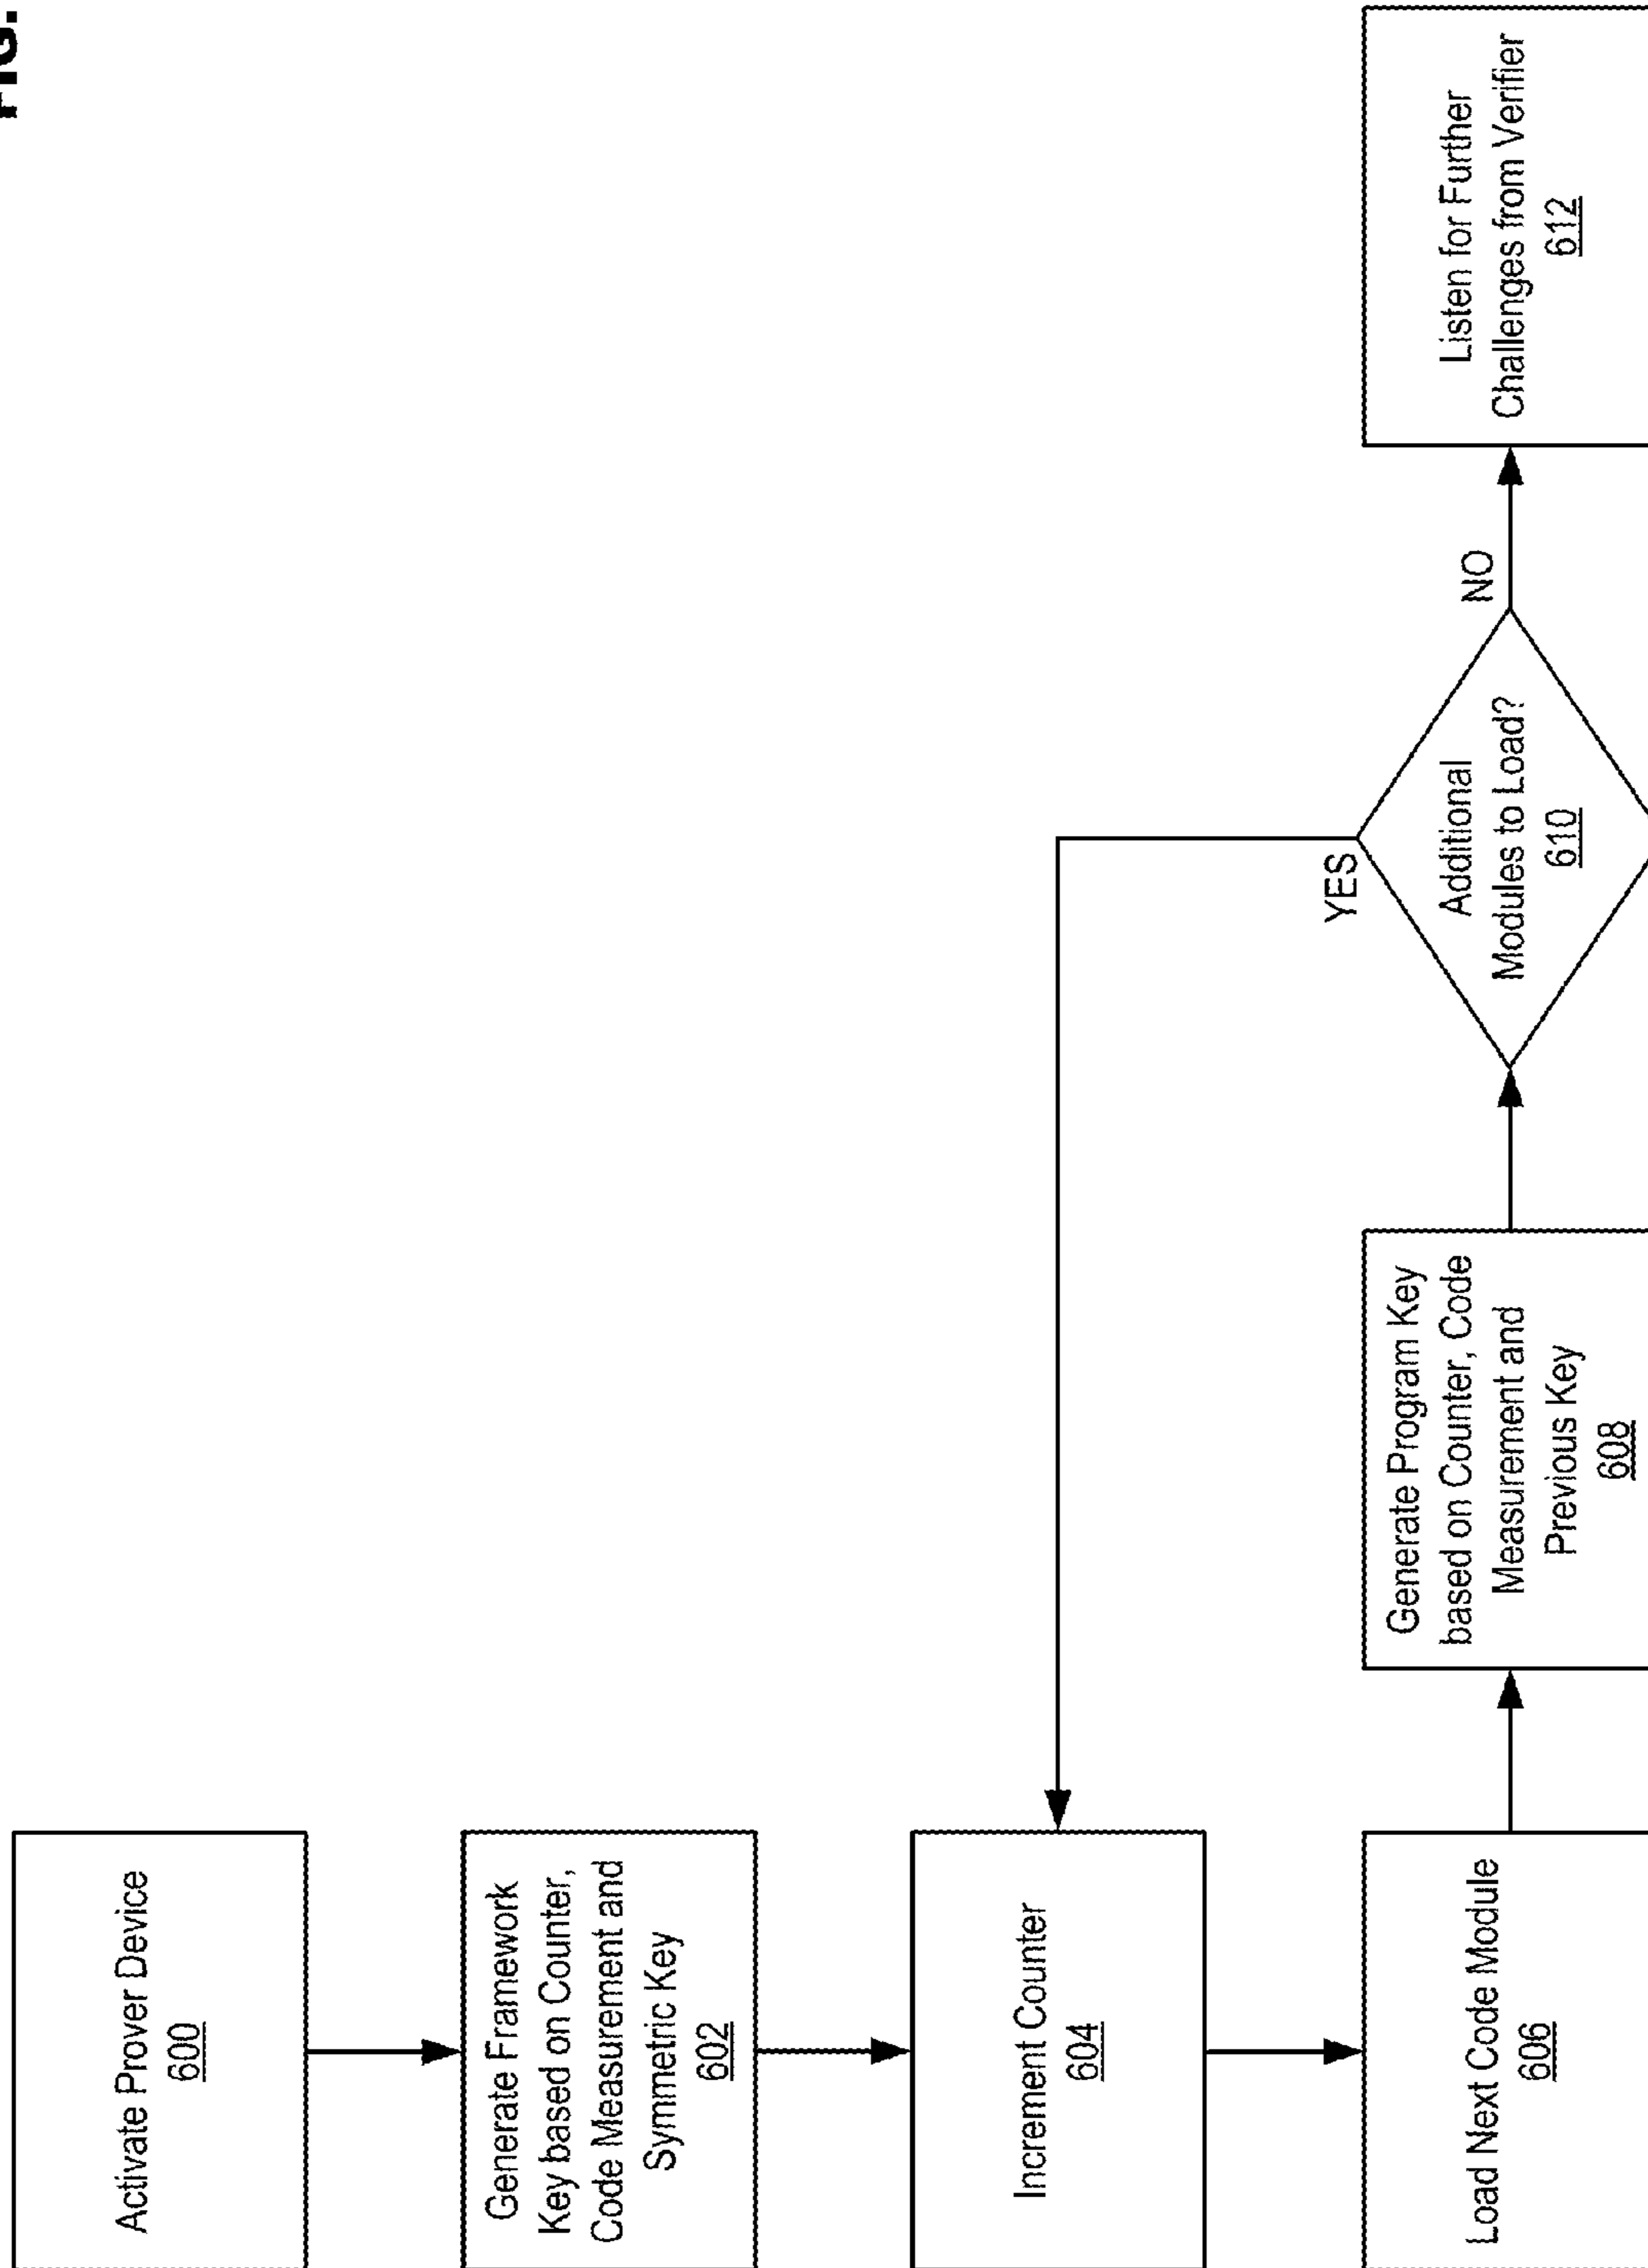 FIG.
Activate Prover Device
600
Generate Framework
Key based on Counter,
Code Measurement and
Symmetric Key
602
Increment Counter
604
Load Next Code Module
606
Generate Program Key
based on Counter, Code
Measurement and
Previous Key
608
YES
Additional
Modules to Load?
610
NO
Listen for Further
Challenges from Verifier
612